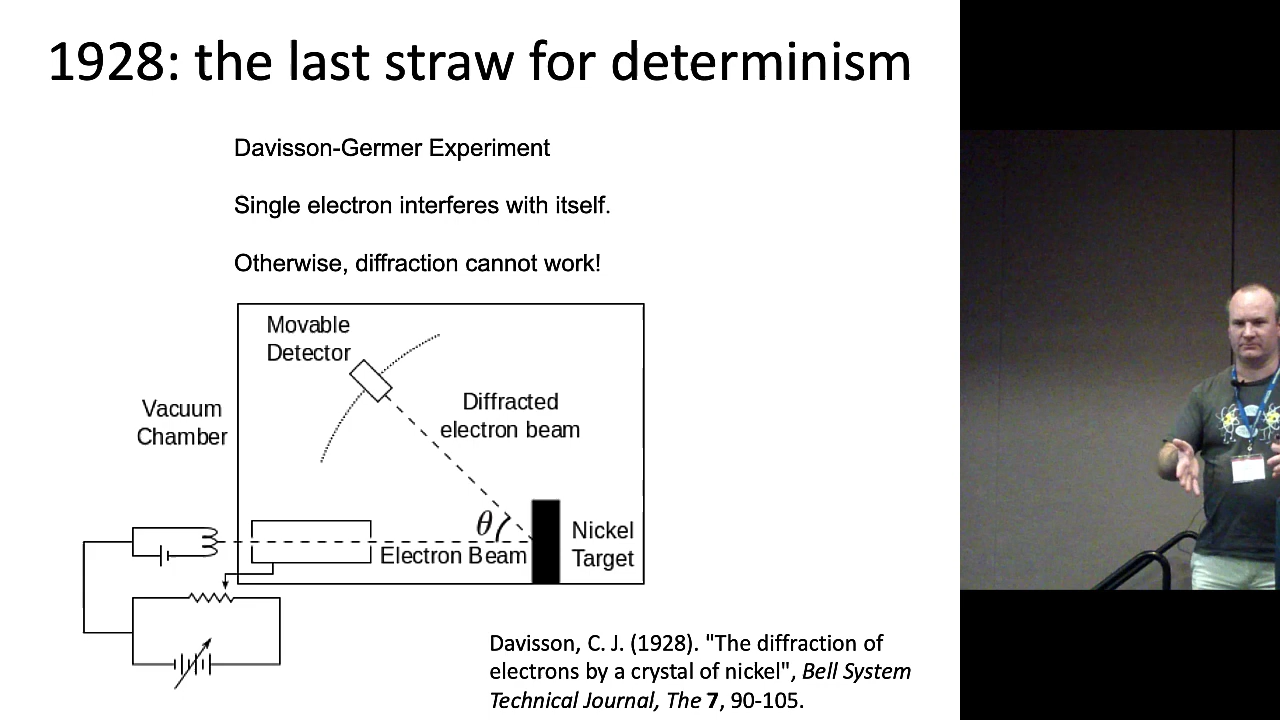 1928: the last straw for determinism
Davisson-Germer Experiment
Single electron interferes with itself.
Otherwise, diffraction cannot work!
Movable
Detector
Vacuum
Chamber
Diffracted
electron beam
θ
Electron Beam
Nickel
Target
Davisson, C. J. (1928). "The diffraction of
electrons by a crystal of nickel", Bell System
Technical Journal, The 7, 90-105.